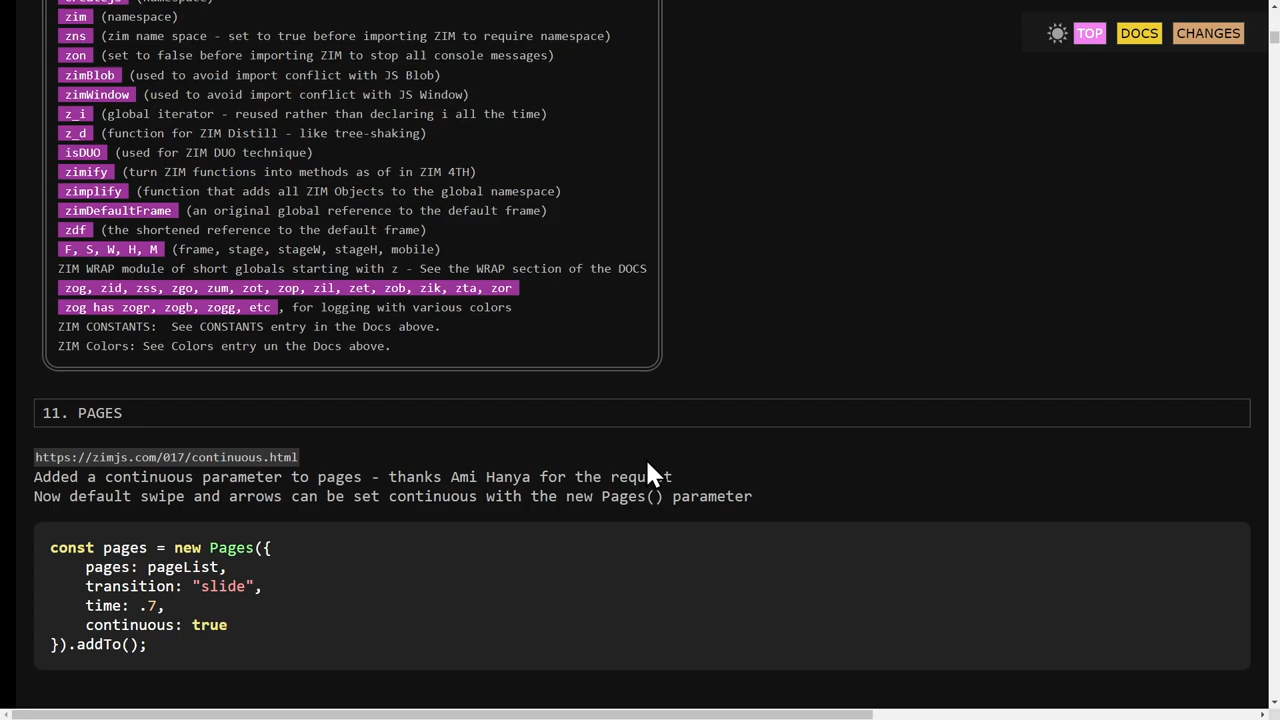 zim (namespace)
zns (zim name space - set to true before importing ZIM to require namespace)
zon (set to false before importing ZIM to stop all console messages)
zimBlob (used to avoid import conflict with JS Blob)
zimWindow (used to avoid import conflict with JS Window)
z_i (global iterator - reused rather than declaring i all the time)
z_d (function for ZIM Distill - like tree-shaking)
isDUO (used for ZIM DUO technique)
zimify (turn ZIM functions into methods as of in ZIM 4TH)
zimplify (function that adds all ZIM Objects to the global namespace)
zimDefaultFrame (an original global reference to the default frame)
zdf (the shortened reference to the default frame)
F, S, W, H, M (frame, stage, stageW, stageH, mobile)
ZIM WRAP module of short globals starting with z - See the WRAP section of the DOCS
zog, zid, zss, zgo, zum, zot, zop, zil, zet, zob, zik, zta, zor
zog has zogr, zogb, zogg, etc , for logging with various colors
ZIM CONSTANTS: See CONSTANTS entry in the Docs above.
ZIM Colors: See Colors entry un the Docs above.
TOP DOCS CHANGES
11. PAGES
https://zimjs.com/017/continuous.html
Added a continuous parameter to pages - thanks Ami Hanya for the request
Now default swipe and arrows can be set continuous with the new Pages() parameter
const pages = new Pages({
pages: pageList,
transition: "slide",
time: .7,
continuous: true
}).addTo();